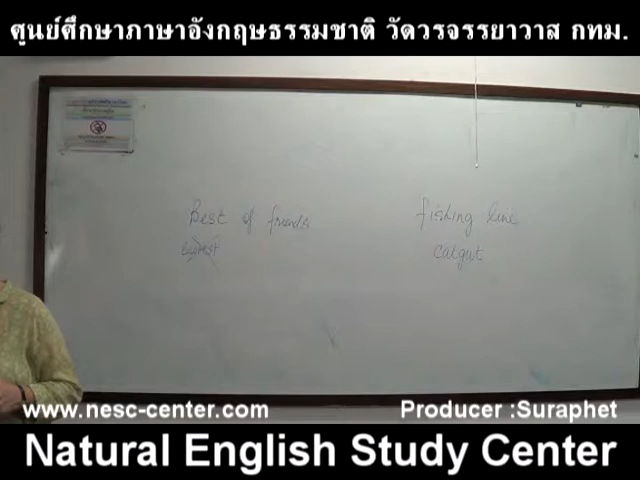 ศูนย์ศึกษาภาษาอังกฤษธรรมชาติ วัดวรจรรยาวาส กทม.
Best of friends
fishing line
catgut
www.nesc-center.com
Producer :Suraphet
Natural English Study Center